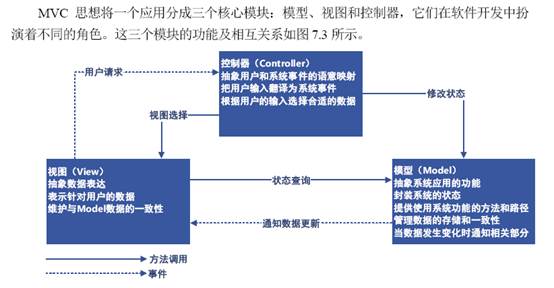 MVC 思想将一个应用分成三个核心模块：模型、视图和控制器，它们在软件开发中扮
演着不同的角色。这三个模块的功能及相互关系如图 7.3 所示。
控制器（Controller）
抽象用户和系统事件的语意映射
把用户输入翻译为系统事件
根据用户的输入选择合适的数据
用户请求
视图选择
修改状态
视图（View）
抽象数据表达
表示针对用户的数据
维护与Model数据的一致性
状态查询
通知数据更新
模型（Model）
抽象系统应用的功能
封装系统的状态
提供使用系统功能的方法和路径
管理数据的存储和一致性
当数据发生变化时通知相关部分
方法调用
事件